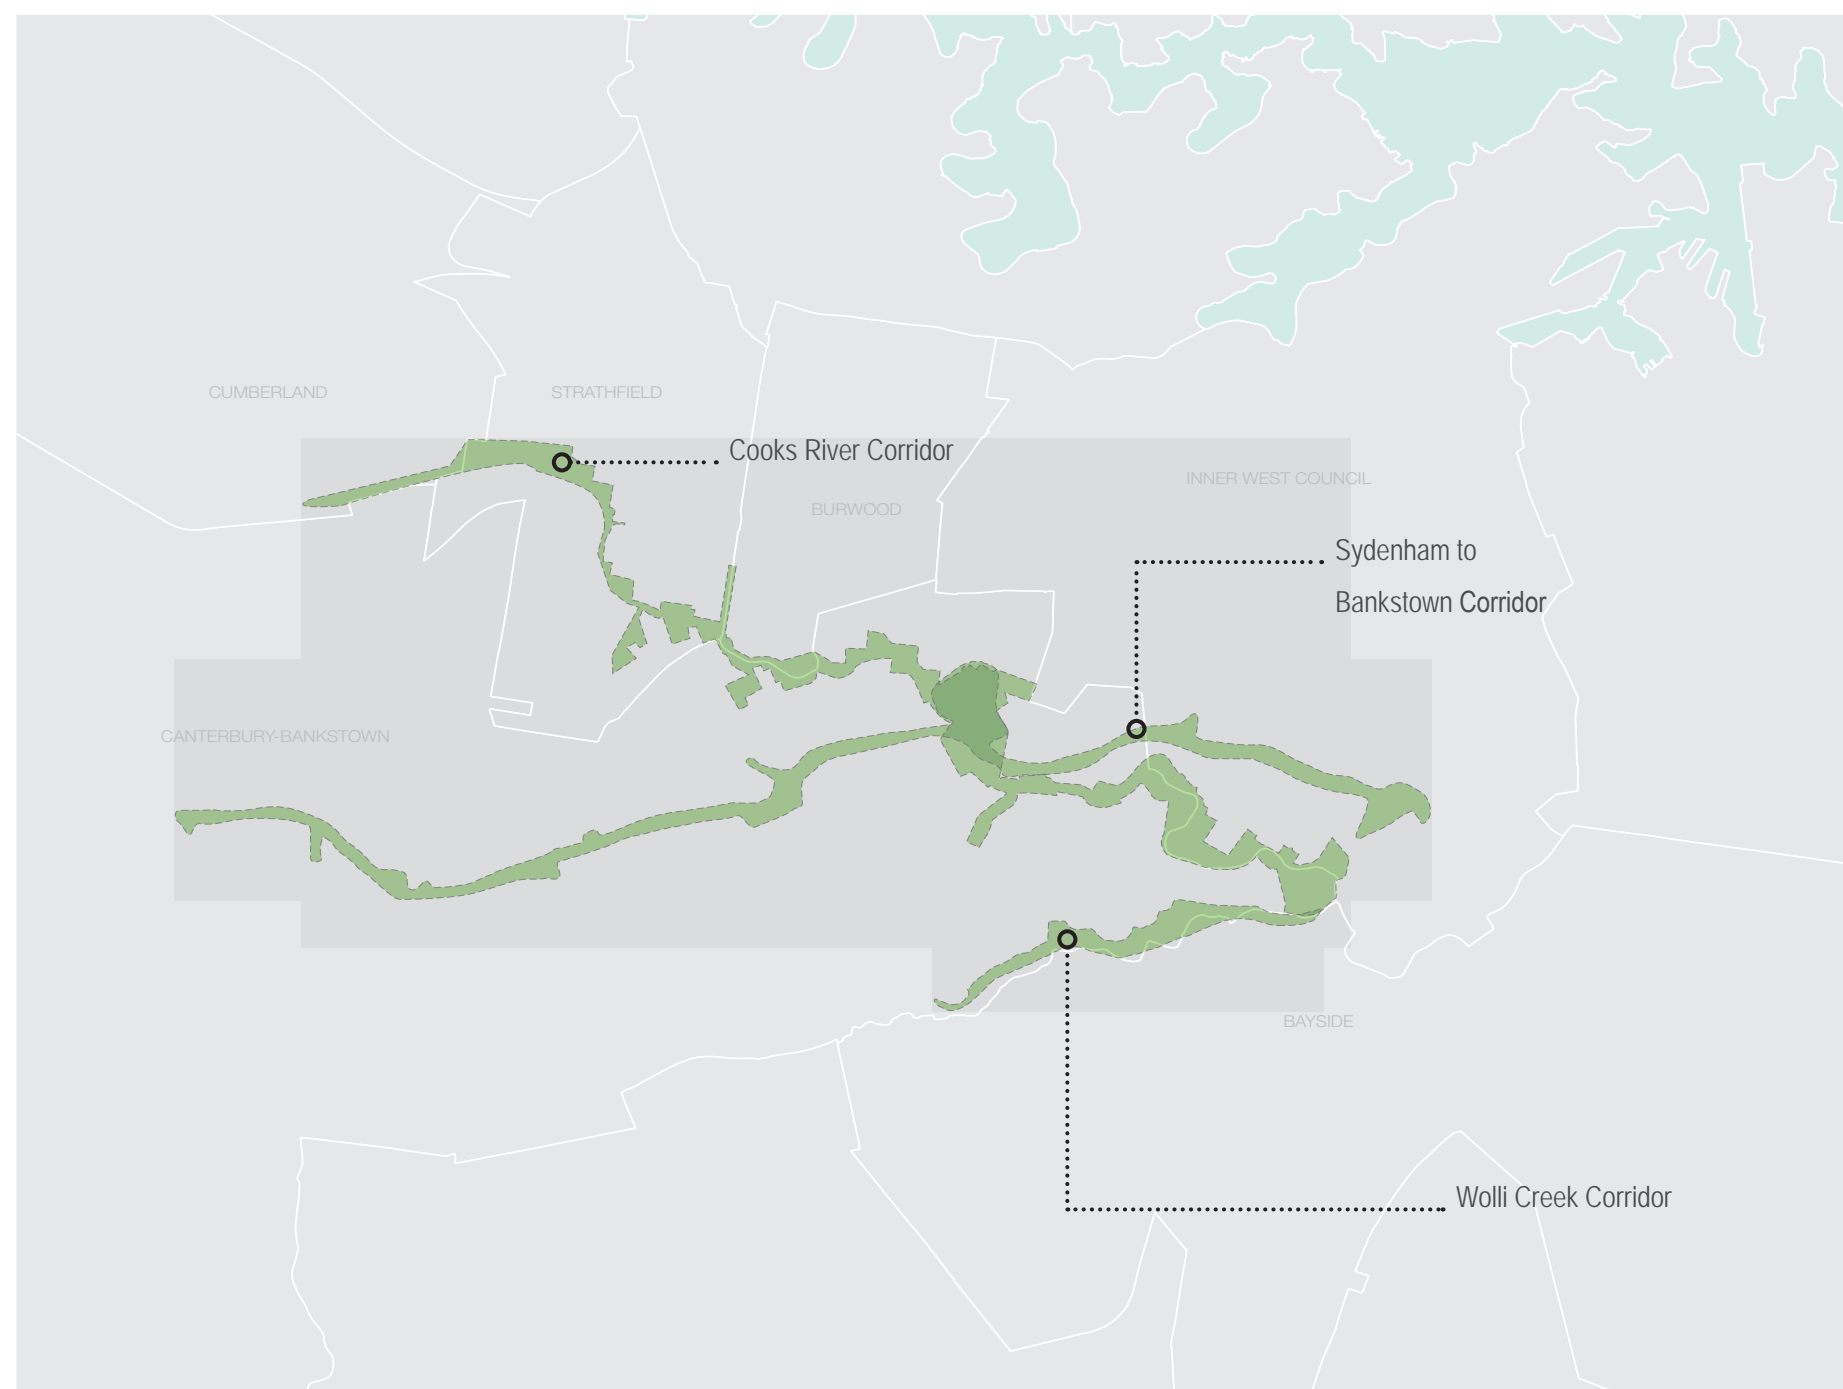 CUMBERLAND
STRATHFIELD
Cooks River Corridor
INNER WEST COUNCIL
BURWOOD
Sydenham to
Bankstown Corridor
CANTERBURY-BANKSTOWN
BAYSIDE
Wolli Creek Corridor